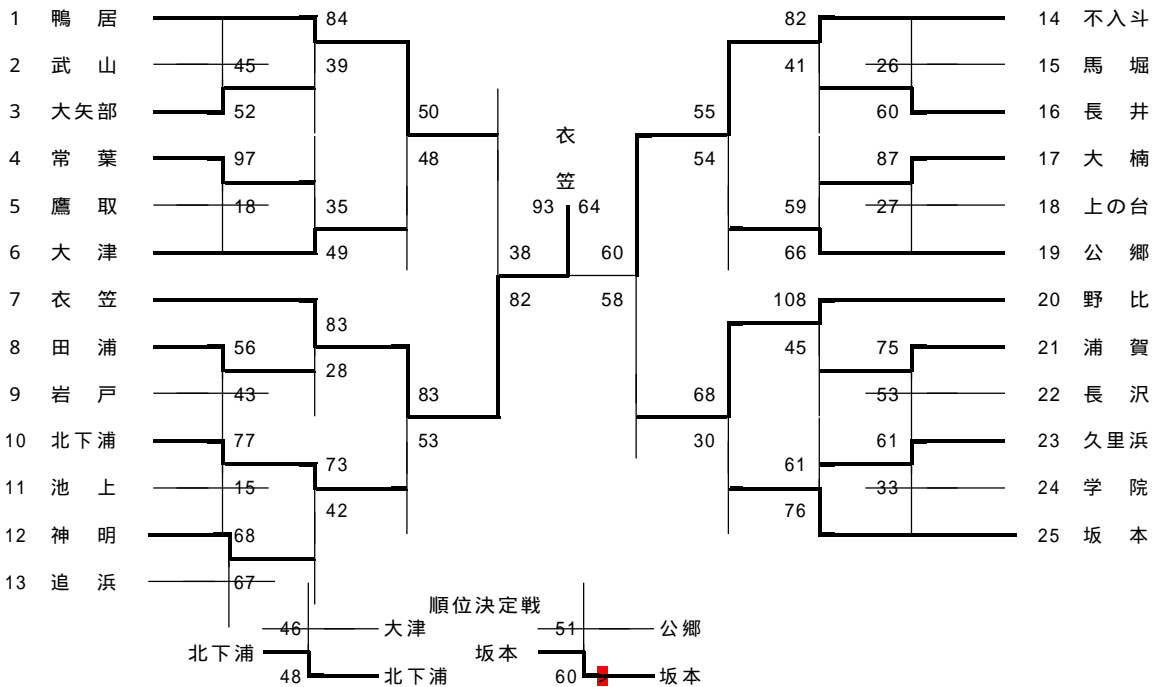 1 鴨居 84 82 14 不入斗
2 武山 45 39 41 26 15 馬堀
3 大矢部 52 50 55 60 16 長井
衣
4 常葉 97 48 54 87 17 大楠
笠
5 鷹取 18 35 93 64 59 27 18 上の台
6 大津 49 38 60 66 19 公郷
7 衣笠 82 58 108 20 野比
83
8 田浦 56 28 45 75 21 浦賀
9 岩戸 43 83 68 53 22 長沢
10 北下浦 77 53 30 61 23 久里浜
73 61
11 池上 15 42 76 33 24 学院
12 神明 68 25 坂本
13 追浜 67
順位決定戦
46 大津 51 公郷
北下浦 坂本
48 北下浦 60 坂本